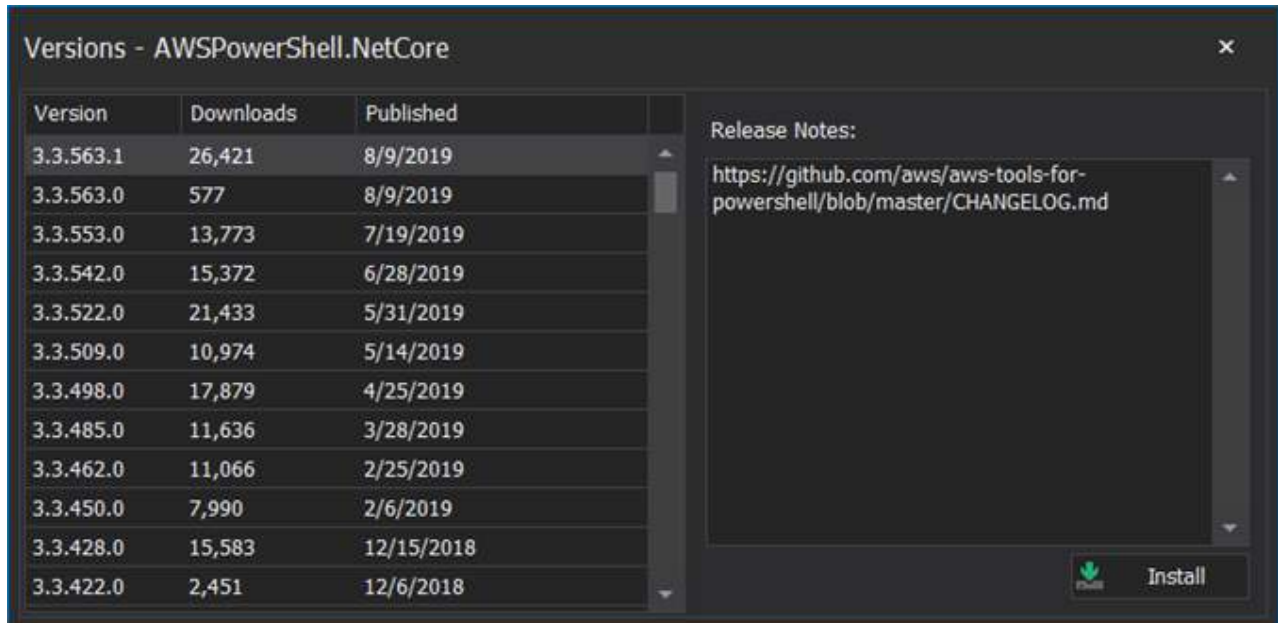 Versions - AWSPowerShell.NetCore
Version Downloads Published
3.3.563.1 26,421 8/9/2019
3.3.563.0 577 8/9/2019
3.3.553.0 13,773 7/19/2019
3.3.542.0 15,372 6/28/2019
3.3.522.0 21,433 5/31/2019
3.3.509.0 10,974 5/14/2019
3.3.498.0 17,879 4/25/2019
3.3.485.0 11,636 3/28/2019
3.3.462.0 11,066 2/25/2019
3.3.450.0 7,990 2/6/2019
3.3.428.0 15,583 12/15/2018
3.3.422.0 2,451 12/6/2018
Release Notes:
https://github.com/aws/aws-tools-for-
powershell/blob/master/CHANGELOG.md
Install